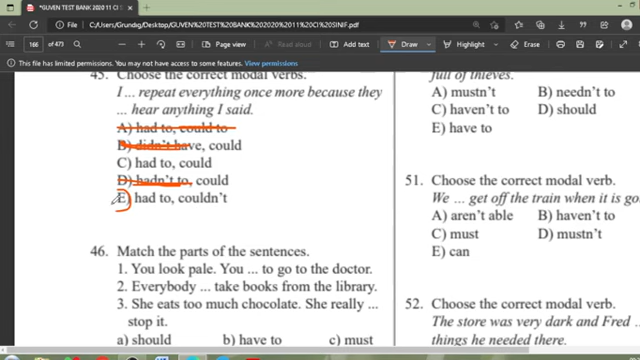 *GUVEN TEST BANK 2020 11 CI S
File | C:/Users/Grundig/Desktop/GUVEN%20TEST%20BANK%202020%2011%20CI%20SINIF.pdf
166 of 473
Page view
Read aloud
Add text
Draw
Highlight
Erase
This file has limited permissions. You may not have access to some features.
View permissions
45. Choose the correct modal verbs.
I ... repeat everything once more because they
... hear anything I said.
A) had to, could to
B) didn't have, could
C) had to, could
D) hadn't to, could
E) had to, couldn't
46. Match the parts of the sentences.
1. You look pale. You ... to go to the doctor.
2. Everybody ... take books from the library.
3. She eats too much chocolate. She really ...
stop it.
a) should b) have to c) must
full of thieves.
A) mustn't B) needn't to
C) haven't to D) should
E) have to
51. Choose the correct modal verb.
We ... get off the train when it is go
A) aren't able B) haven't to
C) must D) mustn't
E) can
52. Choose the correct modal verb.
The store was very dark and Fred ...
things he needed there.